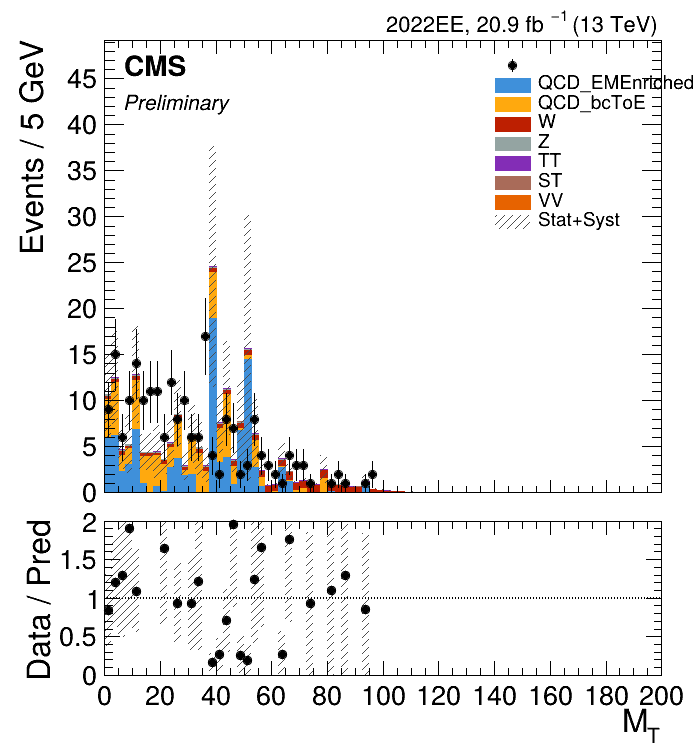 2022EE, 20.9 fb⁻¹ (13 TeV)
Events / 5 GeV
CMS
Preliminary
QCD_EMEnriched
QCD_bcToE
W
Z
TT
ST
VV
Stat+Syst
45
40
35
30
25
20
15
10
5
0
Data / Pred
2
1.5
1
0.5
0
0 20 40 60 80 100 120 140 160 180 200
M_T